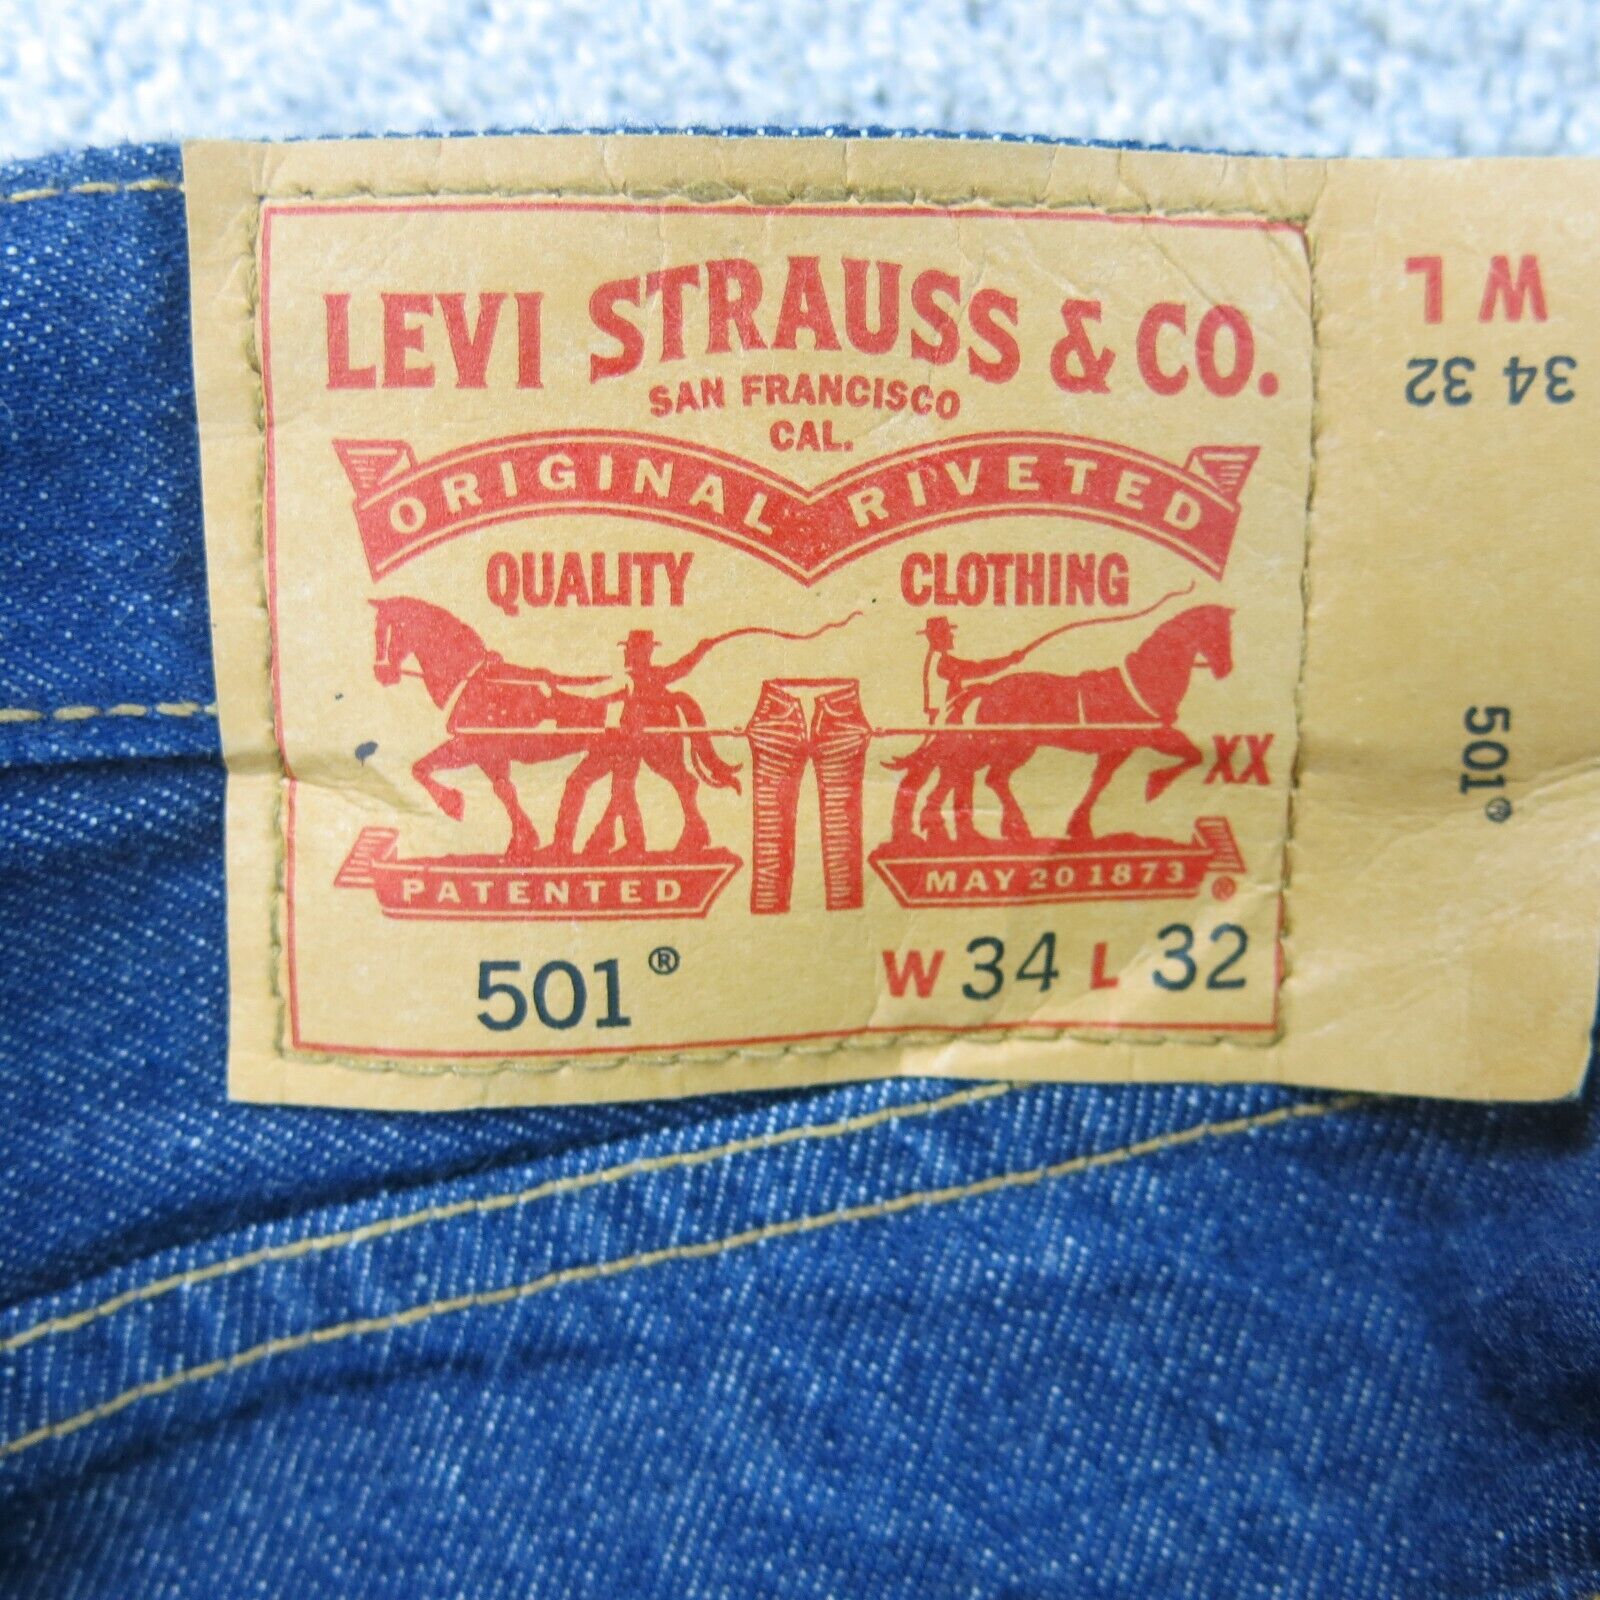 LEVI STRAUSS & CO.
SAN FRANCISCO
CAL.
ORIGINAL RIVETED
QUALITY CLOTHING
XX
PATENTED MAY 20 1873 ®
501® W 34 L 32
W L
34 32
501®